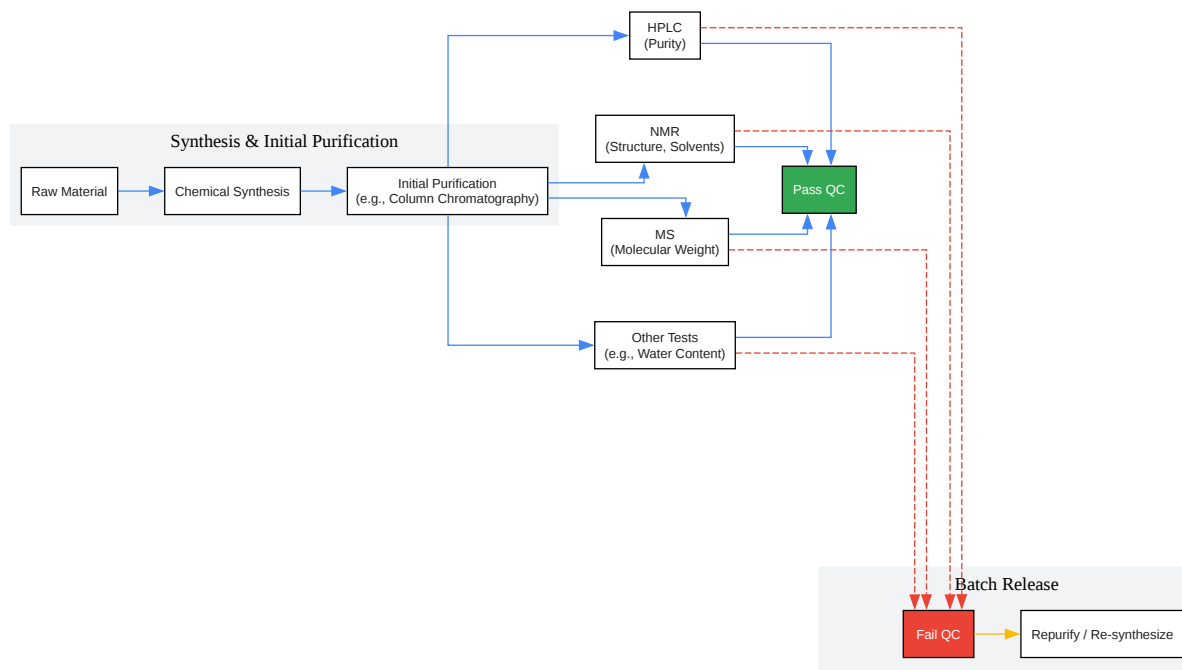 HPLC
(Purity)
NMR
(Structure, Solvents)
Synthesis & Initial Purification
Raw Material
Chemical Synthesis
Initial Purification
(e.g., Column Chromatography)
Pass QC
MS
(Molecular Weight)
Other Tests
(e.g., Water Content)
Batch Release
Fail QC
Repurify / Re-synthesize